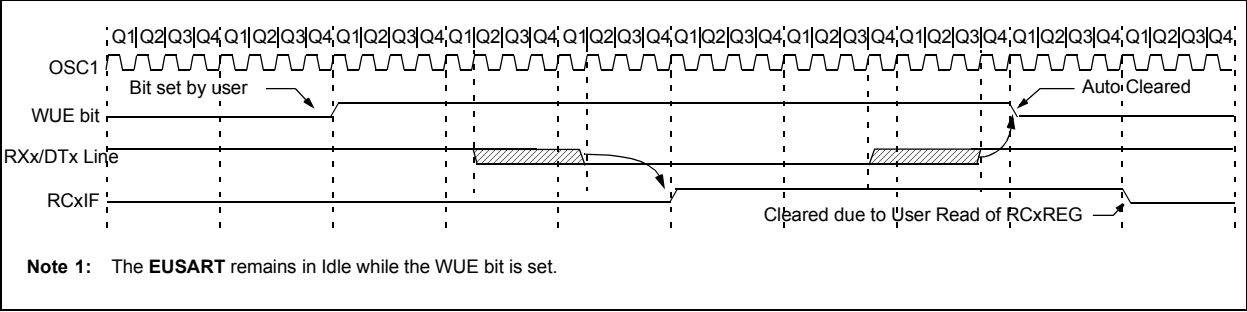 Q1|Q2|Q3|Q4 Q1|Q2|Q3|Q4 Q1|Q2|Q3|Q4 Q1|Q2|Q3|Q4 Q1|Q2|Q3|Q4 Q1|Q2|Q3|Q4 Q1|Q2|Q3|Q4 Q1|Q2|Q3|Q4 Q1|Q2|Q3|Q4 Q1|Q2|Q3|Q4
OSC1
Bit set by user
Auto Cleared
WUE bit
RXx/DTx Line
RCxIF
Cleared due to User Read of RCxREG
Note 1: The EUSART remains in Idle while the WUE bit is set.